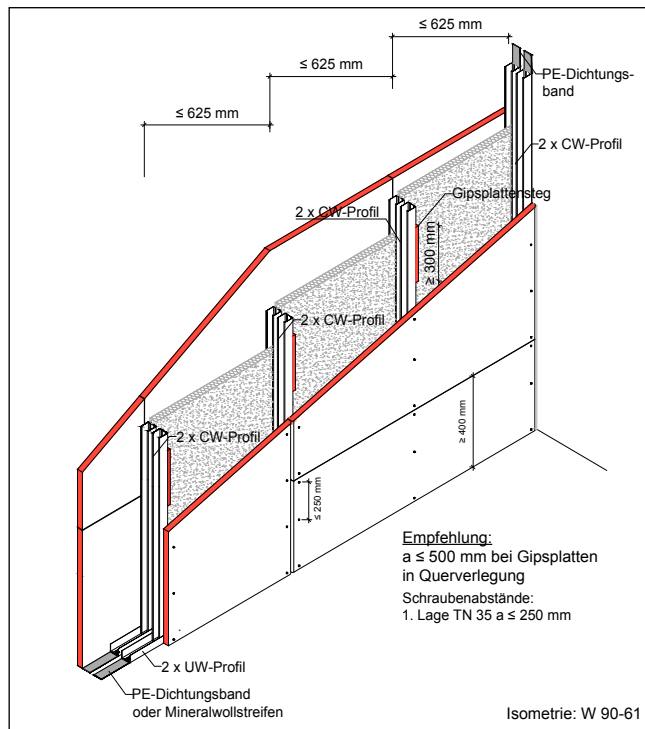 ≤ 625 mm
≤ 625 mm
≤ 625 mm
PE-Dichtungs-
band
2 x CW-Profil
Gipsplattensteg
2 x CW-Profil
≥ 300 mm
2 x CW-Profil
2 x CW-Profil
≥ 400 mm
≤ 250 mm
Empfehlung:
a ≤ 500 mm bei Gipsplatten
in Querverlegung
Schraubenabstände:
1. Lage TN 35 a ≤ 250 mm
2 x UW-Profil
PE-Dichtungsband
oder Mineralwollstreifen
Isometrie: W 90-61